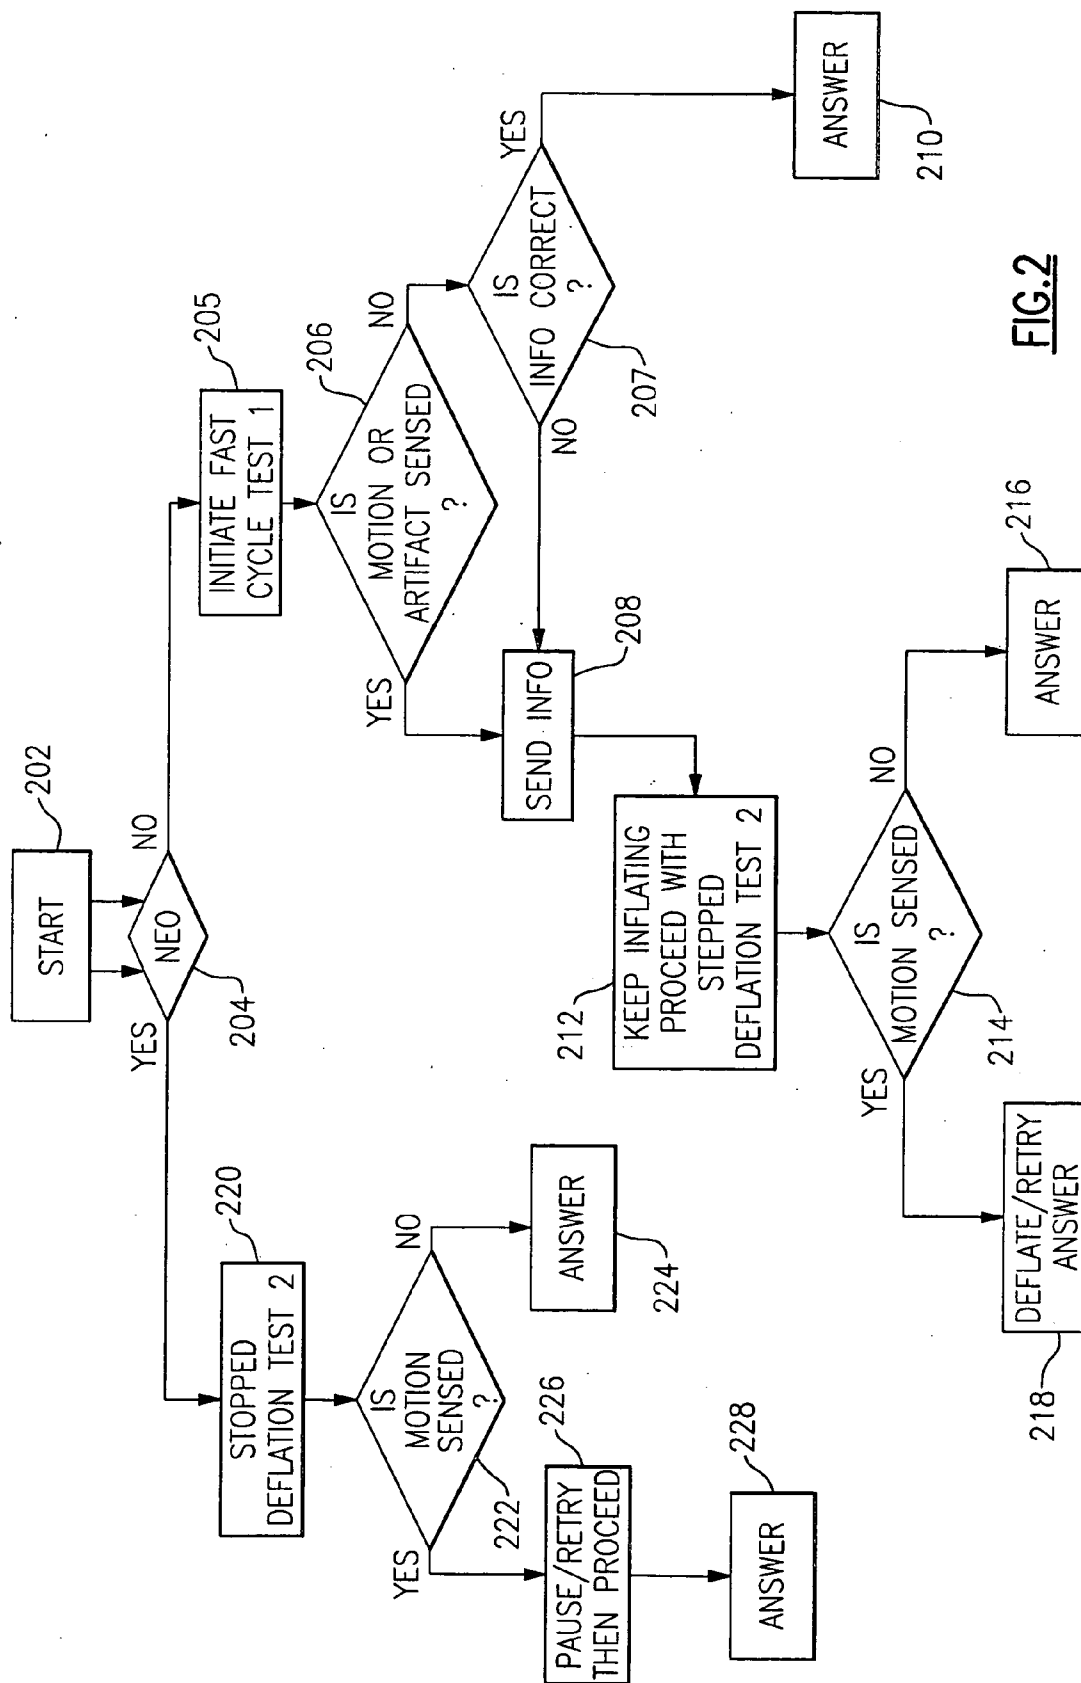 START
202
NEO
204
YES
NO
INITIATE FAST
CYCLE TEST 1
205
IS
MOTION OR
ARTIFACT SENSED
?
206
YES
NO
IS
INFO CORRECT
?
207
NO
YES
ANSWER
210
SEND INFO
208
KEEP INFLATING
PROCEED WITH
STEPPED
DEFLATION TEST 2
212
IS
MOTION SENSED
?
214
YES
NO
ANSWER
216
DEFLATE/RETRY
ANSWER
218
STOPPED
DEFLATION TEST 2
220
IS
MOTION
SENSED
?
222
YES
NO
ANSWER
224
PAUSE/RETRY
THEN PROCEED
226
ANSWER
228
FIG.2